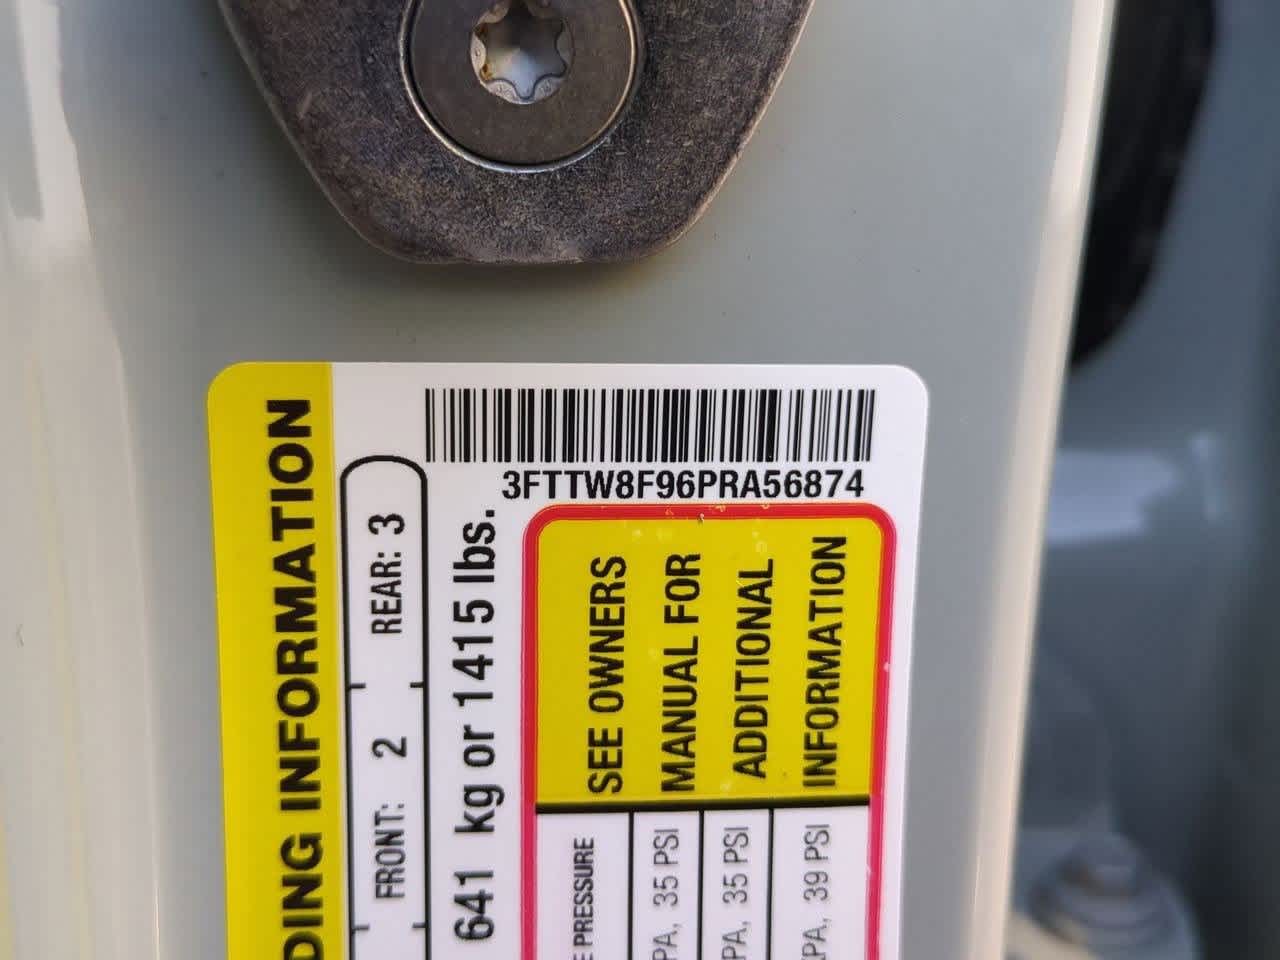 3FTTW8F96PRA56874
DING INFORMATION
FRONT: 2 REAR: 3
641 kg or 1415 lbs.
SEE OWNERS
MANUAL FOR
ADDITIONAL
INFORMATION
PRESSURE
PA, 35 PSI
PA, 35 PSI
PA, 39 PSI